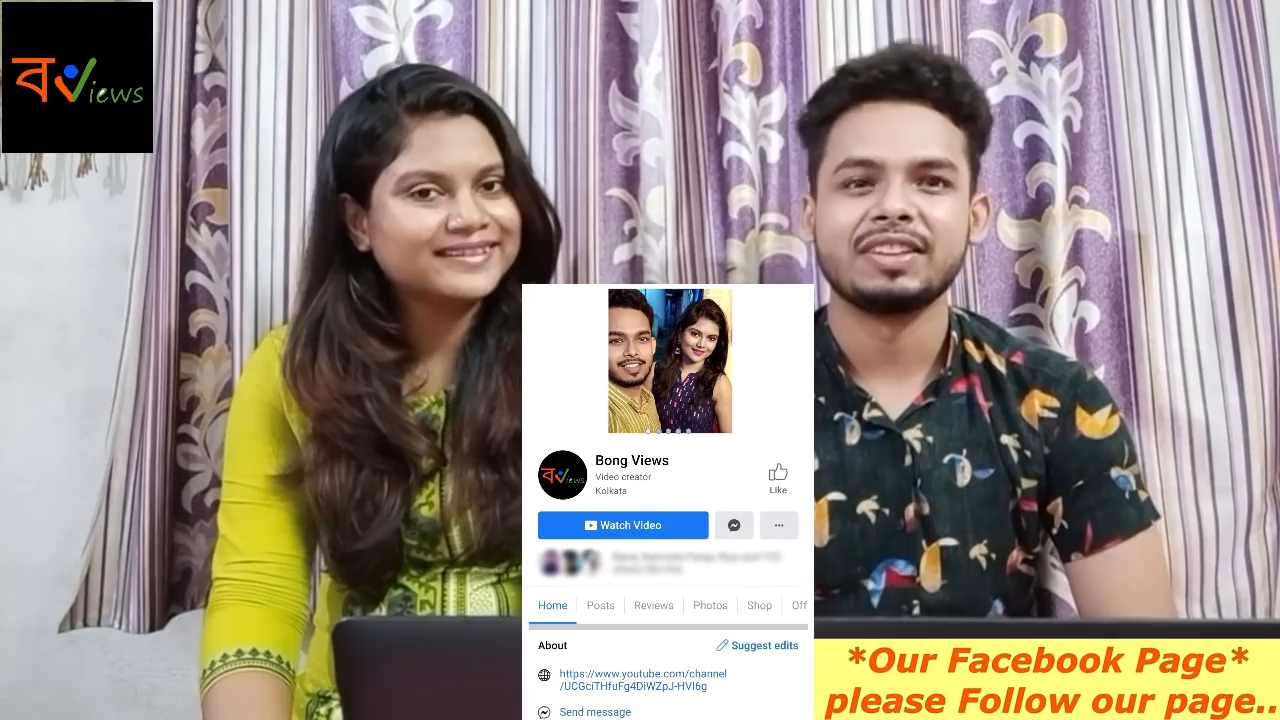 বViews
Bong Views
Video creator
Kolkata
Like
Watch Video
Home
Posts
Reviews
Photos
Shop
Off
About
Suggest edits
https://www.youtube.com/channel
/UCGciTHfuFg4DiWZpJ-HVI6g
Send message
*Our Facebook Page*
please Follow our page..